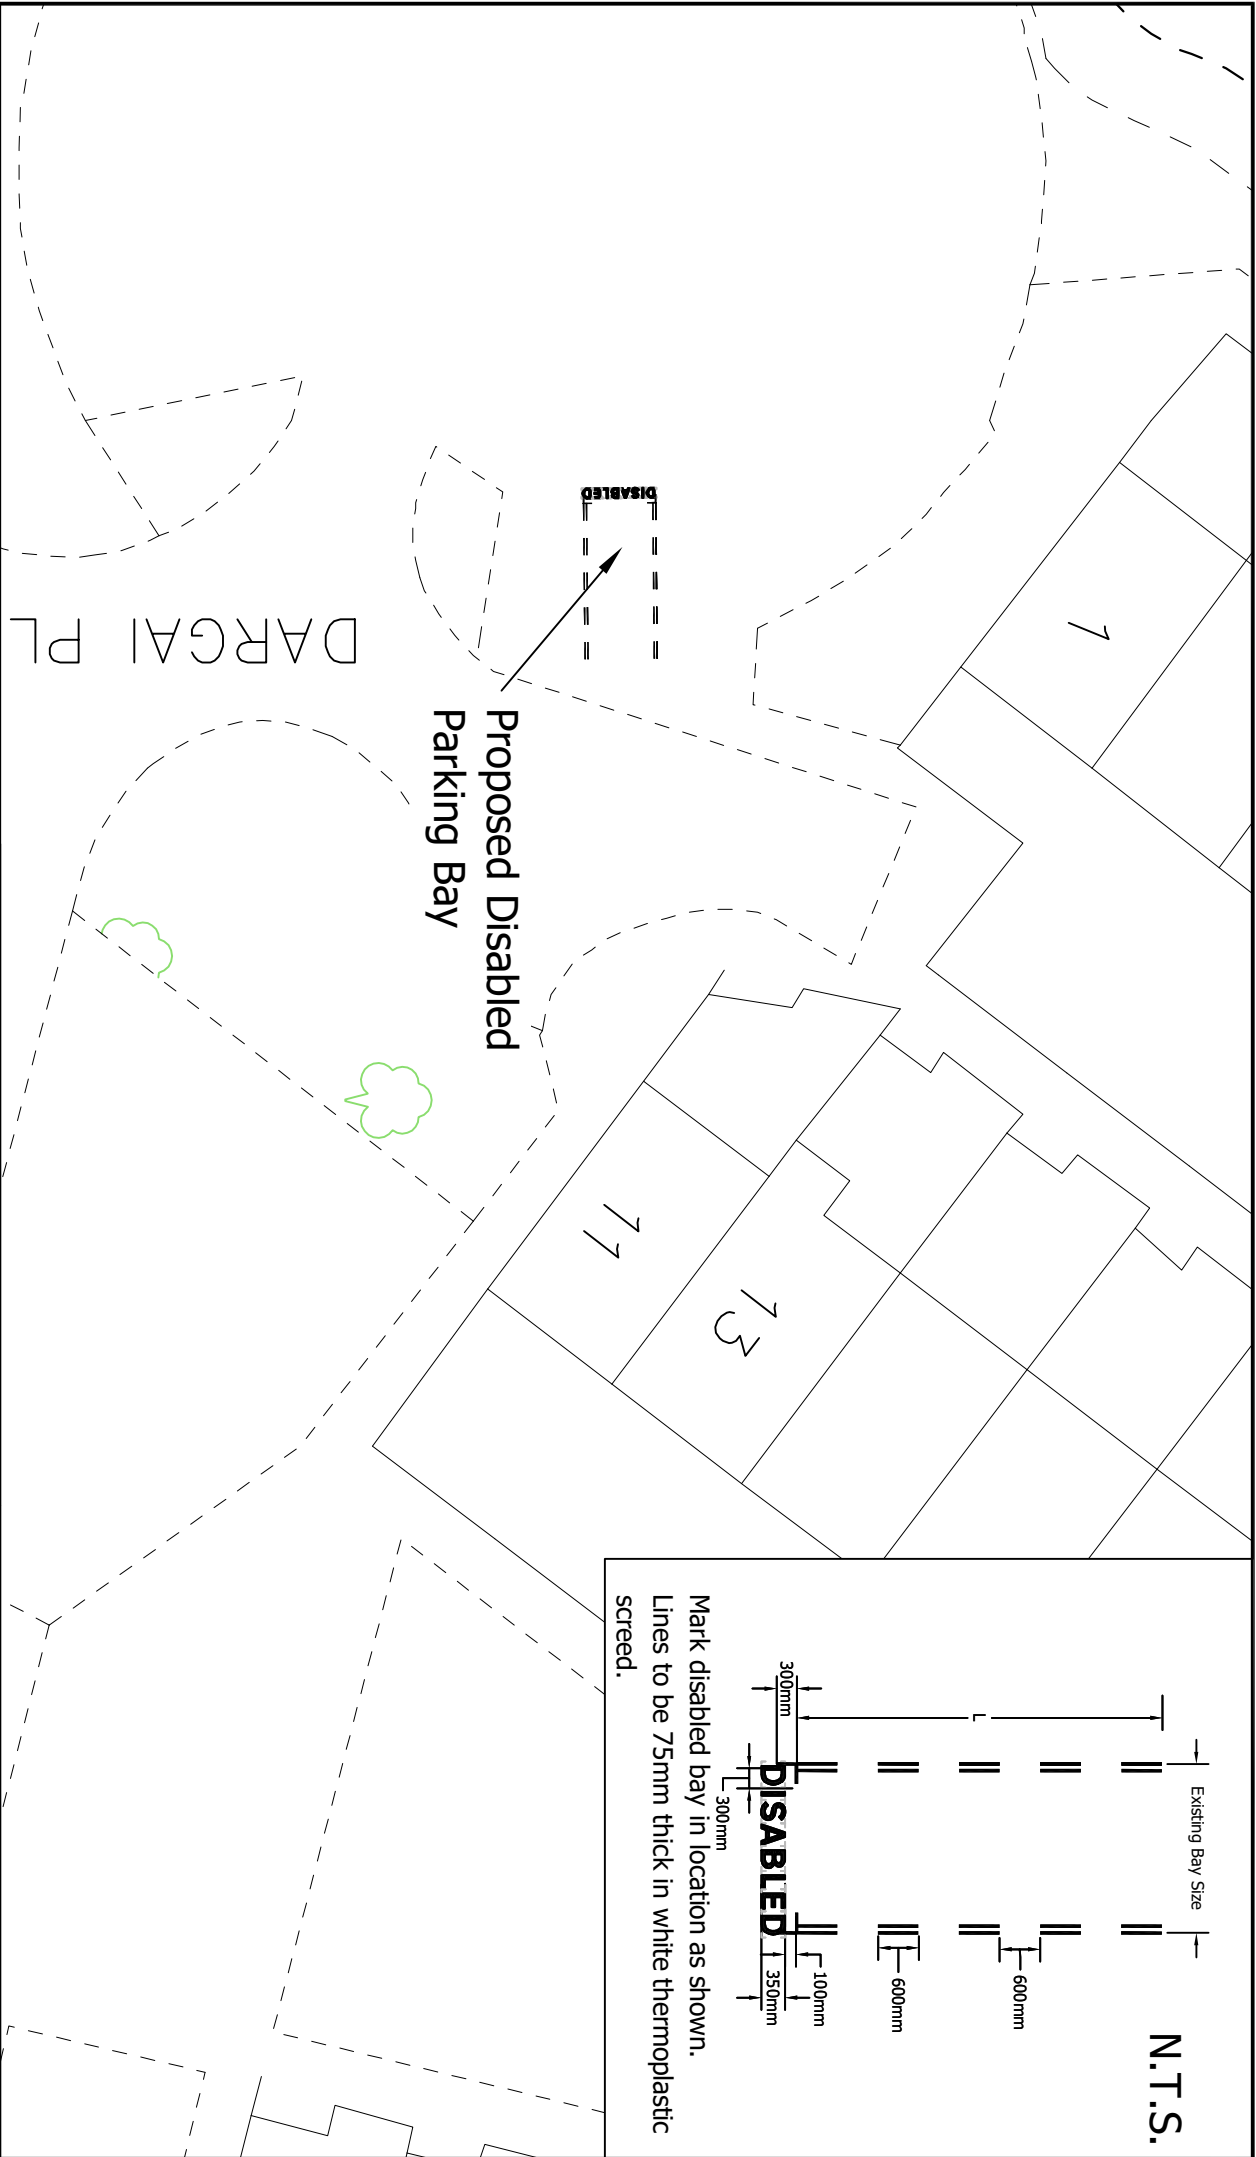 N.T.S.
Existing Bay Size
L
600mm
600mm
100mm
350mm
300mm
300mm
DISABLED
Mark disabled bay in location as shown.
Lines to be 75mm thick in white thermoplastic
screed.
1
11
13
DISABLED
Proposed Disabled
Parking Bay
DARGAI PL